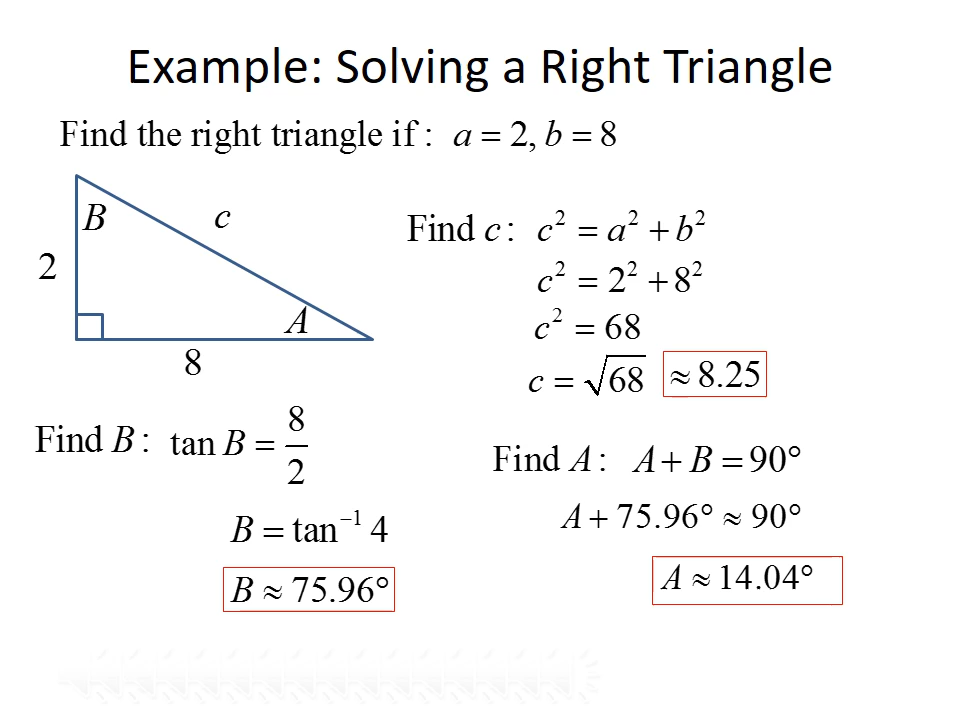 Example: Solving a Right Triangle
Find the right triangle if : a = 2, b = 8
B
c
2
A
8
Find c : c² = a² + b²
c² = 2² + 8²
c² = 68
c = √68 ≈ 8.25
Find B : tan B = 8/2
B = tan⁻¹ 4
B ≈ 75.96°
Find A : A + B = 90°
A + 75.96° ≈ 90°
A ≈ 14.04°